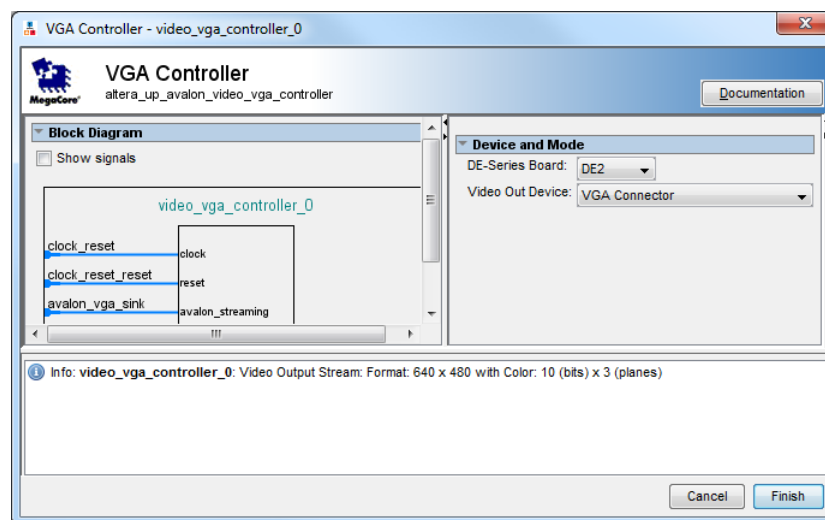 VGA Controller - video_vga_controller_0
VGA Controller
altera_up_avalon_video_vga_controller
MegaCore®
Documentation
Block Diagram
Show signals
video_vga_controller_0
clock_reset
clock
clock_reset_reset
reset
avalon_vga_sink
avalon_streaming
Device and Mode
DE-Series Board: DE2
Video Out Device: VGA Connector
Info: video_vga_controller_0: Video Output Stream: Format: 640 x 480 with Color: 10 (bits) x 3 (planes)
Cancel Finish